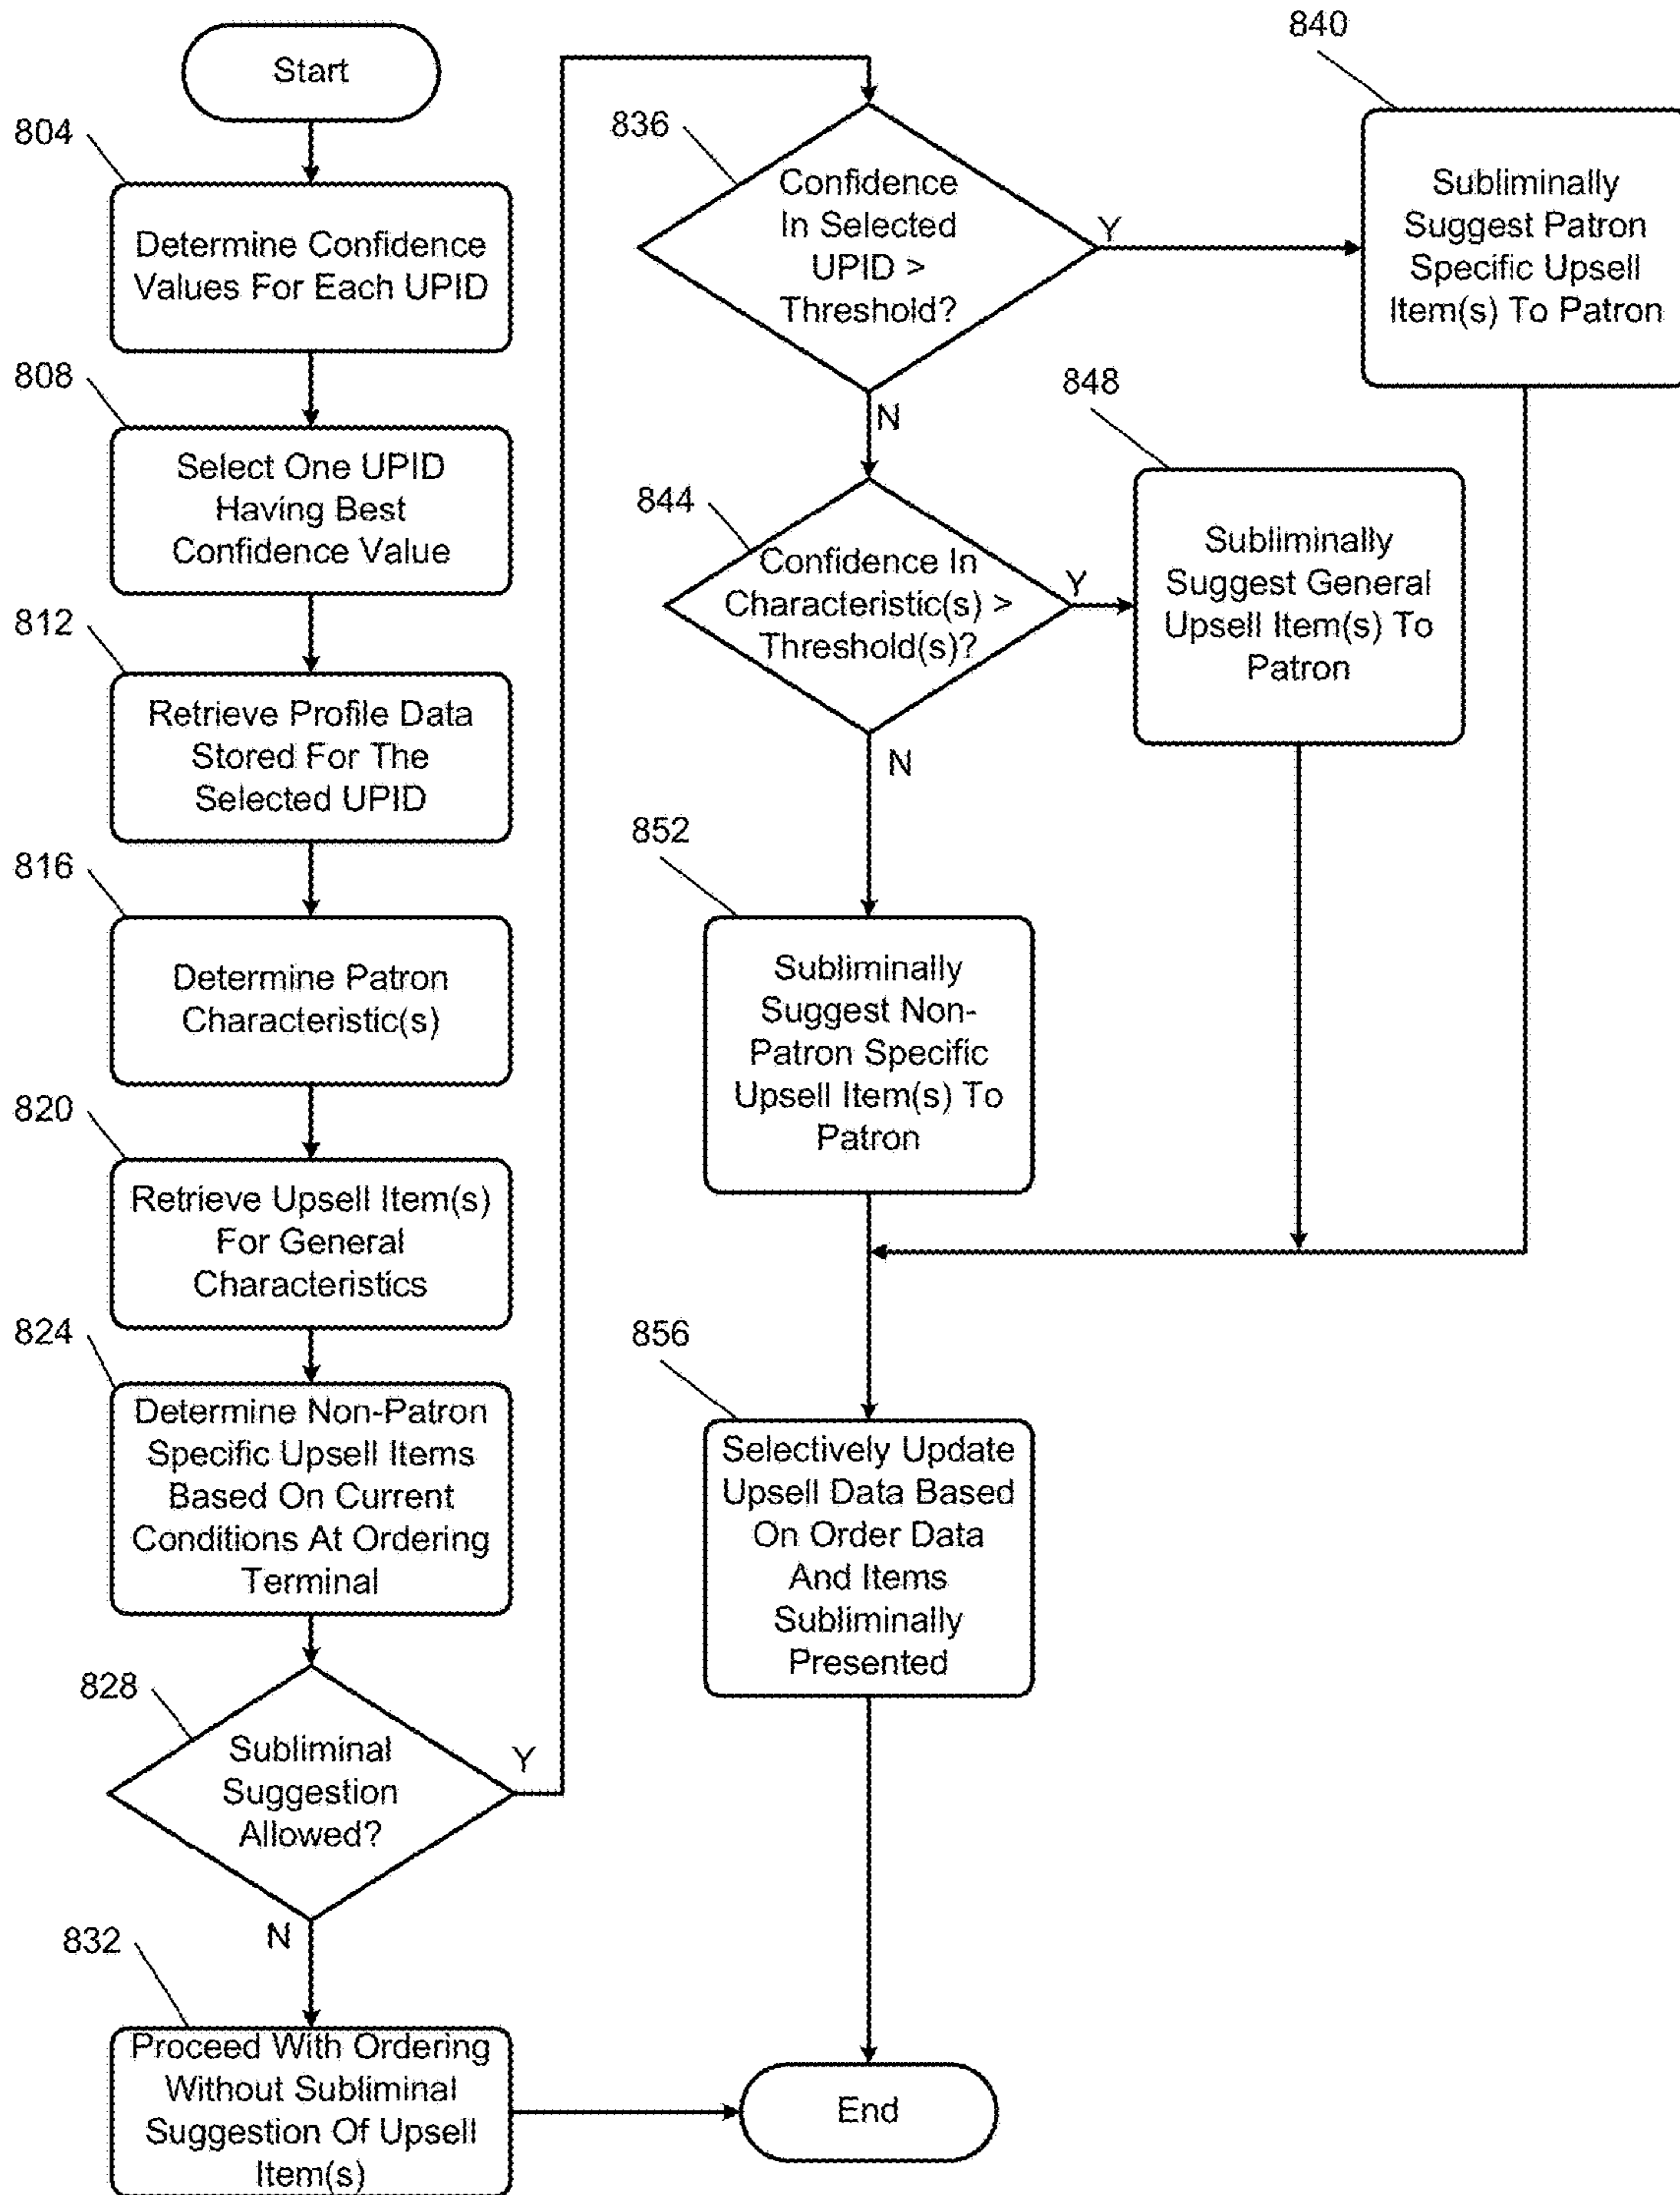 Start
804
Determine Confidence
Values For Each UPID
808
Select One UPID
Having Best
Confidence Value
812
Retrieve Profile Data
Stored For The
Selected UPID
816
Determine Patron
Characteristic(s)
820
Retrieve Upsell Item(s)
For General
Characteristics
824
Determine Non-Patron
Specific Upsell Items
Based On Current
Conditions At Ordering
Terminal
828
Subliminal
Suggestion
Allowed?
Y
N
832
Proceed With Ordering
Without Subliminal
Suggestion Of Upsell
Item(s)
836
Confidence
In Selected
UPID >
Threshold?
Y
N
840
Subliminally
Suggest Patron
Specific Upsell
Item(s) To Patron
844
Confidence In
Characteristic(s) >
Threshold(s)?
Y
N
848
Subliminally
Suggest General
Upsell Item(s) To
Patron
852
Subliminally
Suggest Non-
Patron Specific
Upsell Item(s) To
Patron
856
Selectively Update
Upsell Data Based
On Order Data
And Items
Subliminally
Presented
End